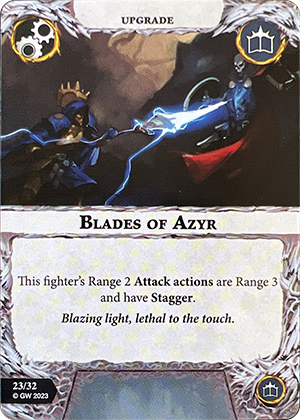 UPGRADE
BLADES OF AZYR
This fighter's Range 2 Attack actions are Range 3
and have Stagger.
Blazing light, lethal to the touch.
23/32
© GW 2023